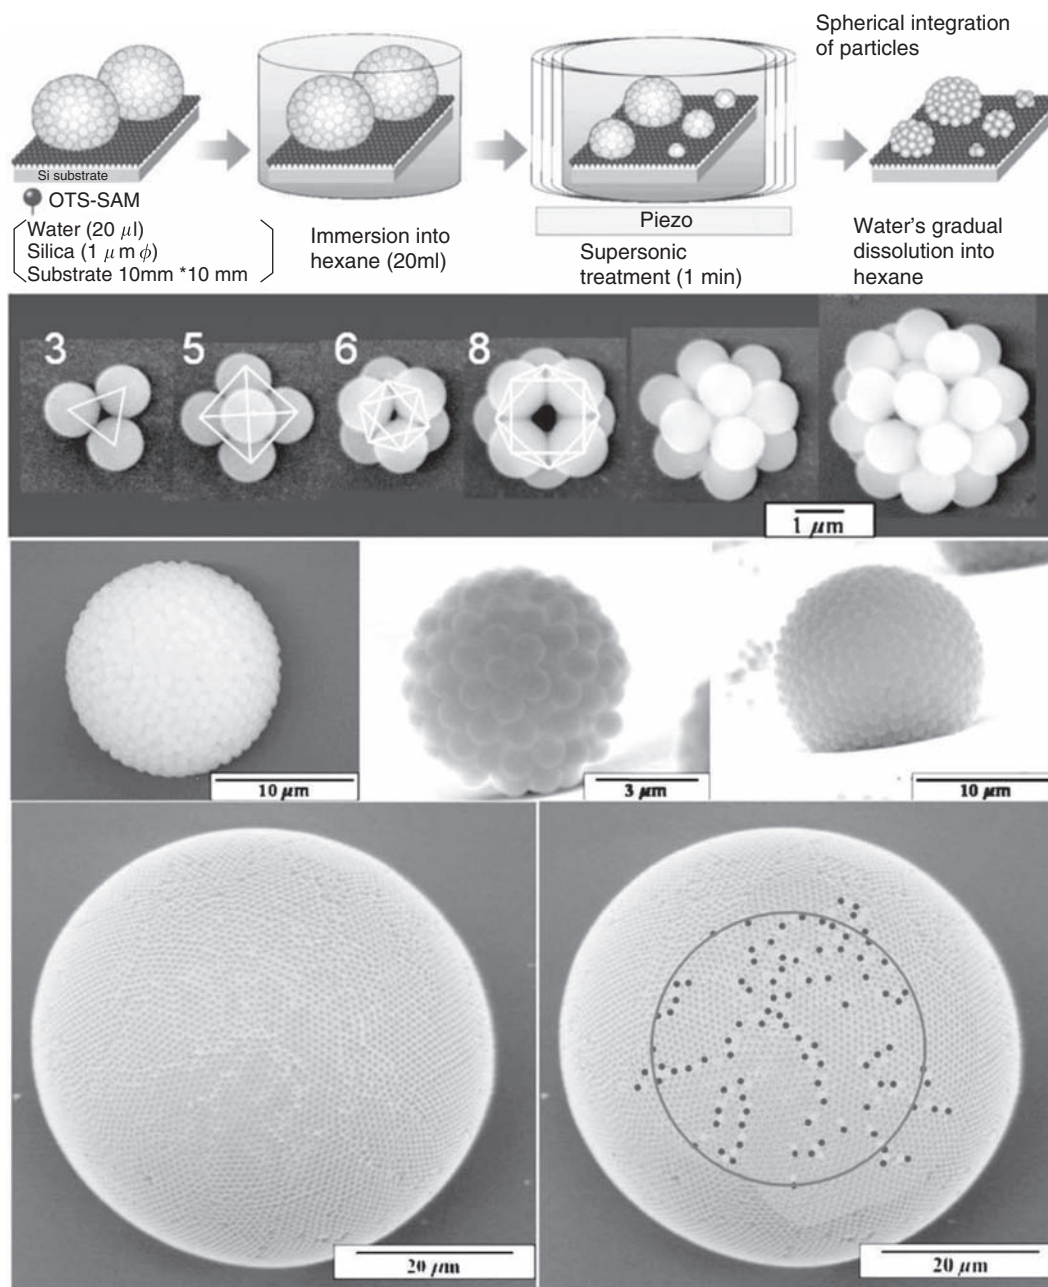 Spherical integration
of particles
Si substrate
OTS-SAM
Water (20 μl)
Silica (1 μm ϕ)
Substrate 10mm *10 mm
Immersion into
hexane (20ml)
Piezo
Supersonic
treatment (1 min)
Water's gradual
dissolution into
hexane
3
5
6
8
1 μm
10 μm
3 μm
10 μm
20 μm
20 μm